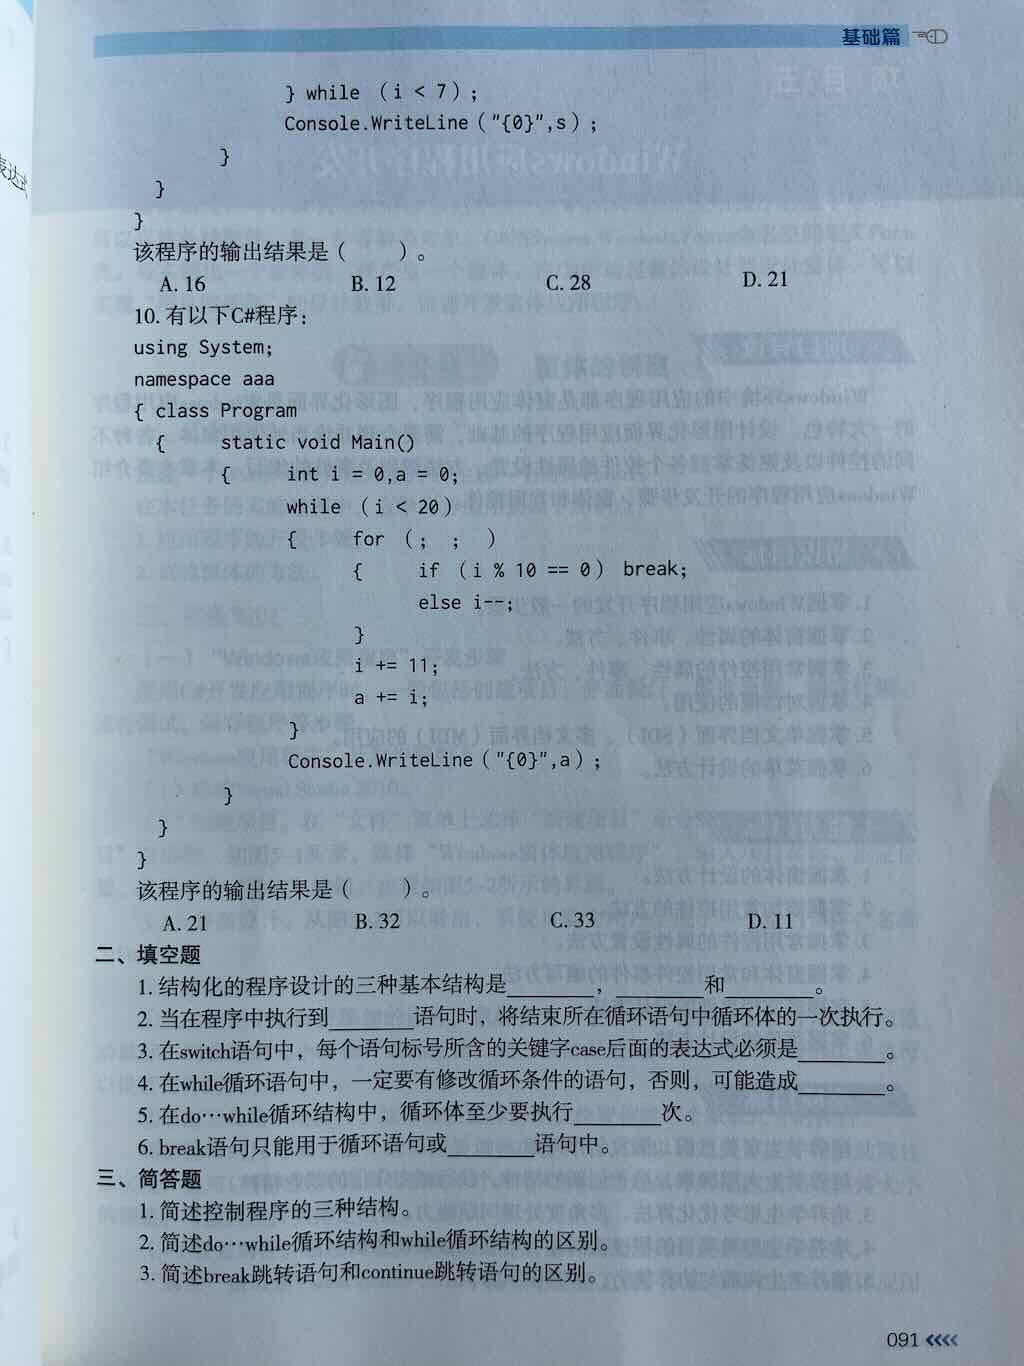 基础篇
} while （i < 7）;
Console.WriteLine（"{0}",s）;
}
}
}
该程序的输出结果是（　　）。
A. 16 B. 12 C. 28 D. 21
10. 有以下C#程序：
using System;
namespace aaa
{ class Program
{ static void Main()
{ int i = 0,a = 0;
while （i < 20）
{ for （; ; ）
{ if （i % 10 == 0） break;
else i--;
}
i += 11;
a += i;
}
Console.WriteLine（"{0}",a）;
}
}
}
该程序的输出结果是（　　）。
A. 21 B. 32 C. 33 D. 11
二、填空题
1. 结构化的程序设计的三种基本结构是________，________和________。
2. 当在程序中执行到________语句时，将结束所在循环语句中循环体的一次执行。
3. 在switch语句中，每个语句标号所含的关键字case后面的表达式必须是________。
4. 在while循环语句中，一定要有修改循环条件的语句，否则，可能造成________。
5. 在do…while循环结构中，循环体至少要执行________次。
6. break语句只能用于循环语句或________语句中。
三、简答题
1. 简述控制程序的三种结构。
2. 简述do…while循环结构和while循环结构的区别。
3. 简述break跳转语句和continue跳转语句的区别。
091